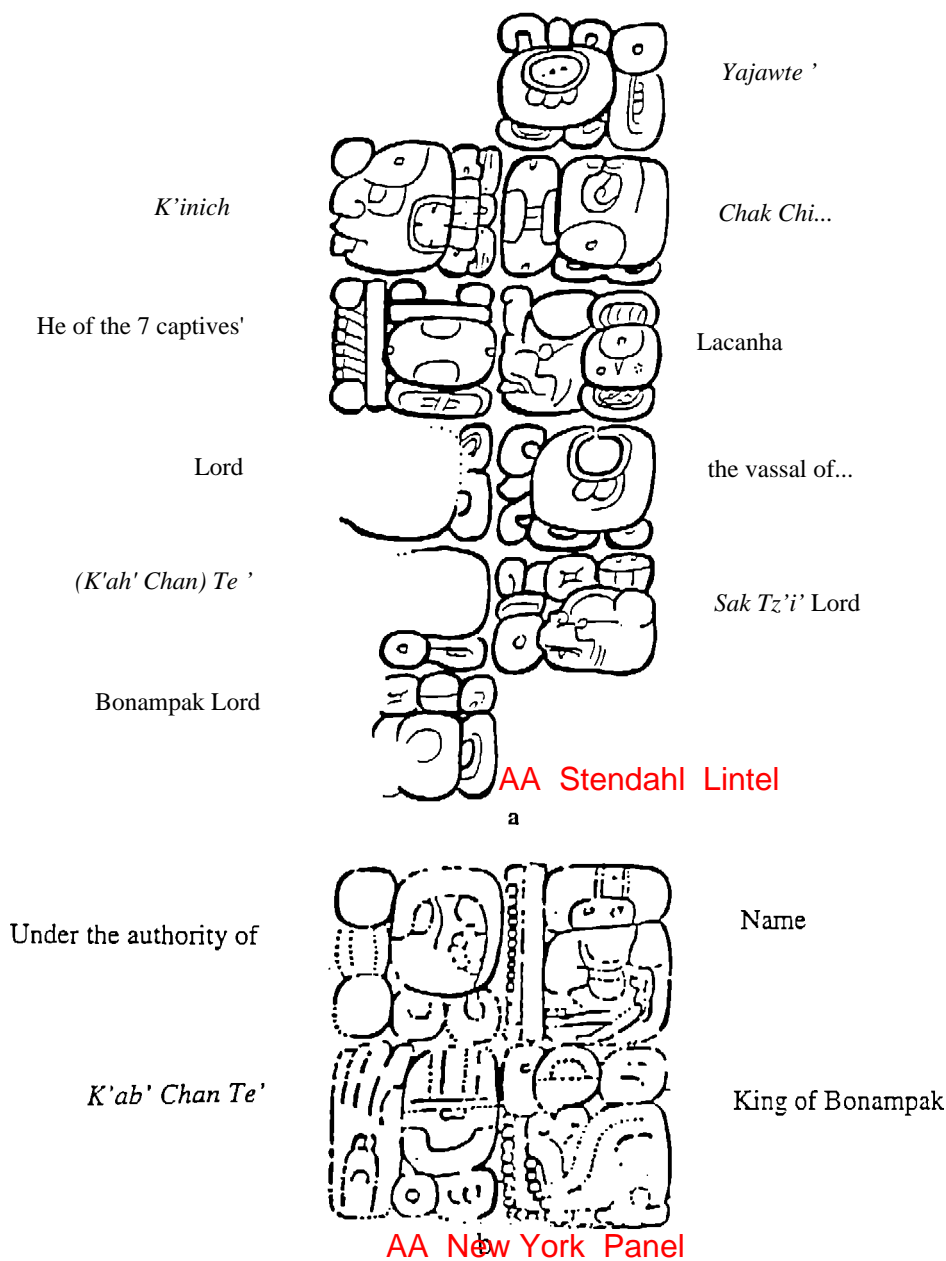 Yajawte ’
K’inich
Chak Chi...
He of the 7 captives'
Lacanha
Lord
the vassal of...
(K'ah' Chan) Te ’
Sak Tz’i’ Lord
Bonampak Lord
AA Stendahl Lintel
a
Under the authority of
Name
K’ab’ Chan Te’
King of Bonampak
b
AA New York Panel